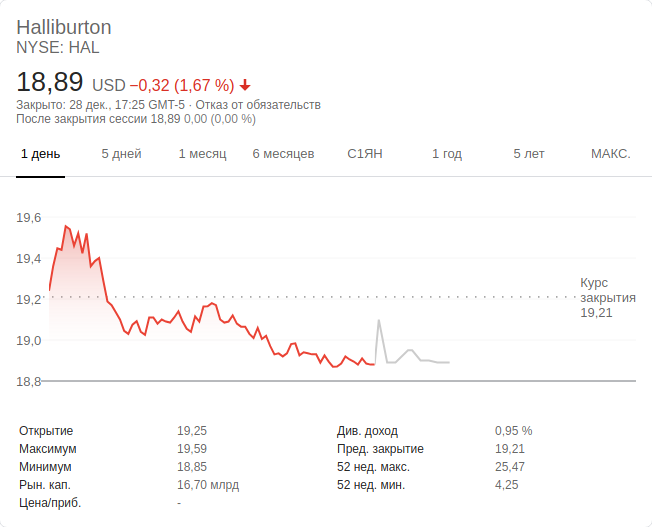 Halliburton
NYSE: HAL
18,89 USD −0,32 (1,67 %)
Закрыто: 28 дек., 17:25 GMT-5 · Отказ от обязательств
После закрытия сессии 18,89 0,00 (0,00 %)
1 день 5 дней 1 месяц 6 месяцев С1ЯН 1 год 5 лет МАКС.
19,6
19,4
19,2
19,0
18,8
Курс
закрытия
19,21
Открытие 19,25 Див. доход 0,95 %
Максимум 19,59 Пред. закрытие 19,21
Минимум 18,85 52 нед. макс. 25,47
Рын. кап. 16,70 млрд 52 нед. мин. 4,25
Цена/приб. -